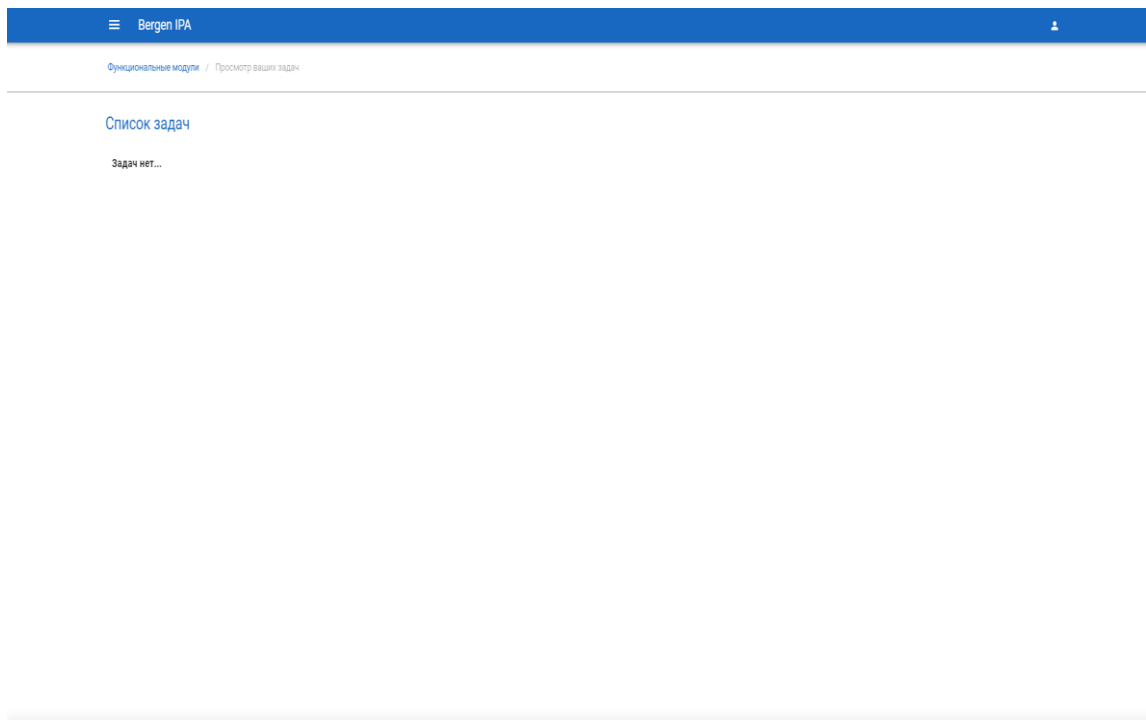 Bergen IPA
Функциональные модули / Просмотр ваших задач
Список задач
Задач нет...